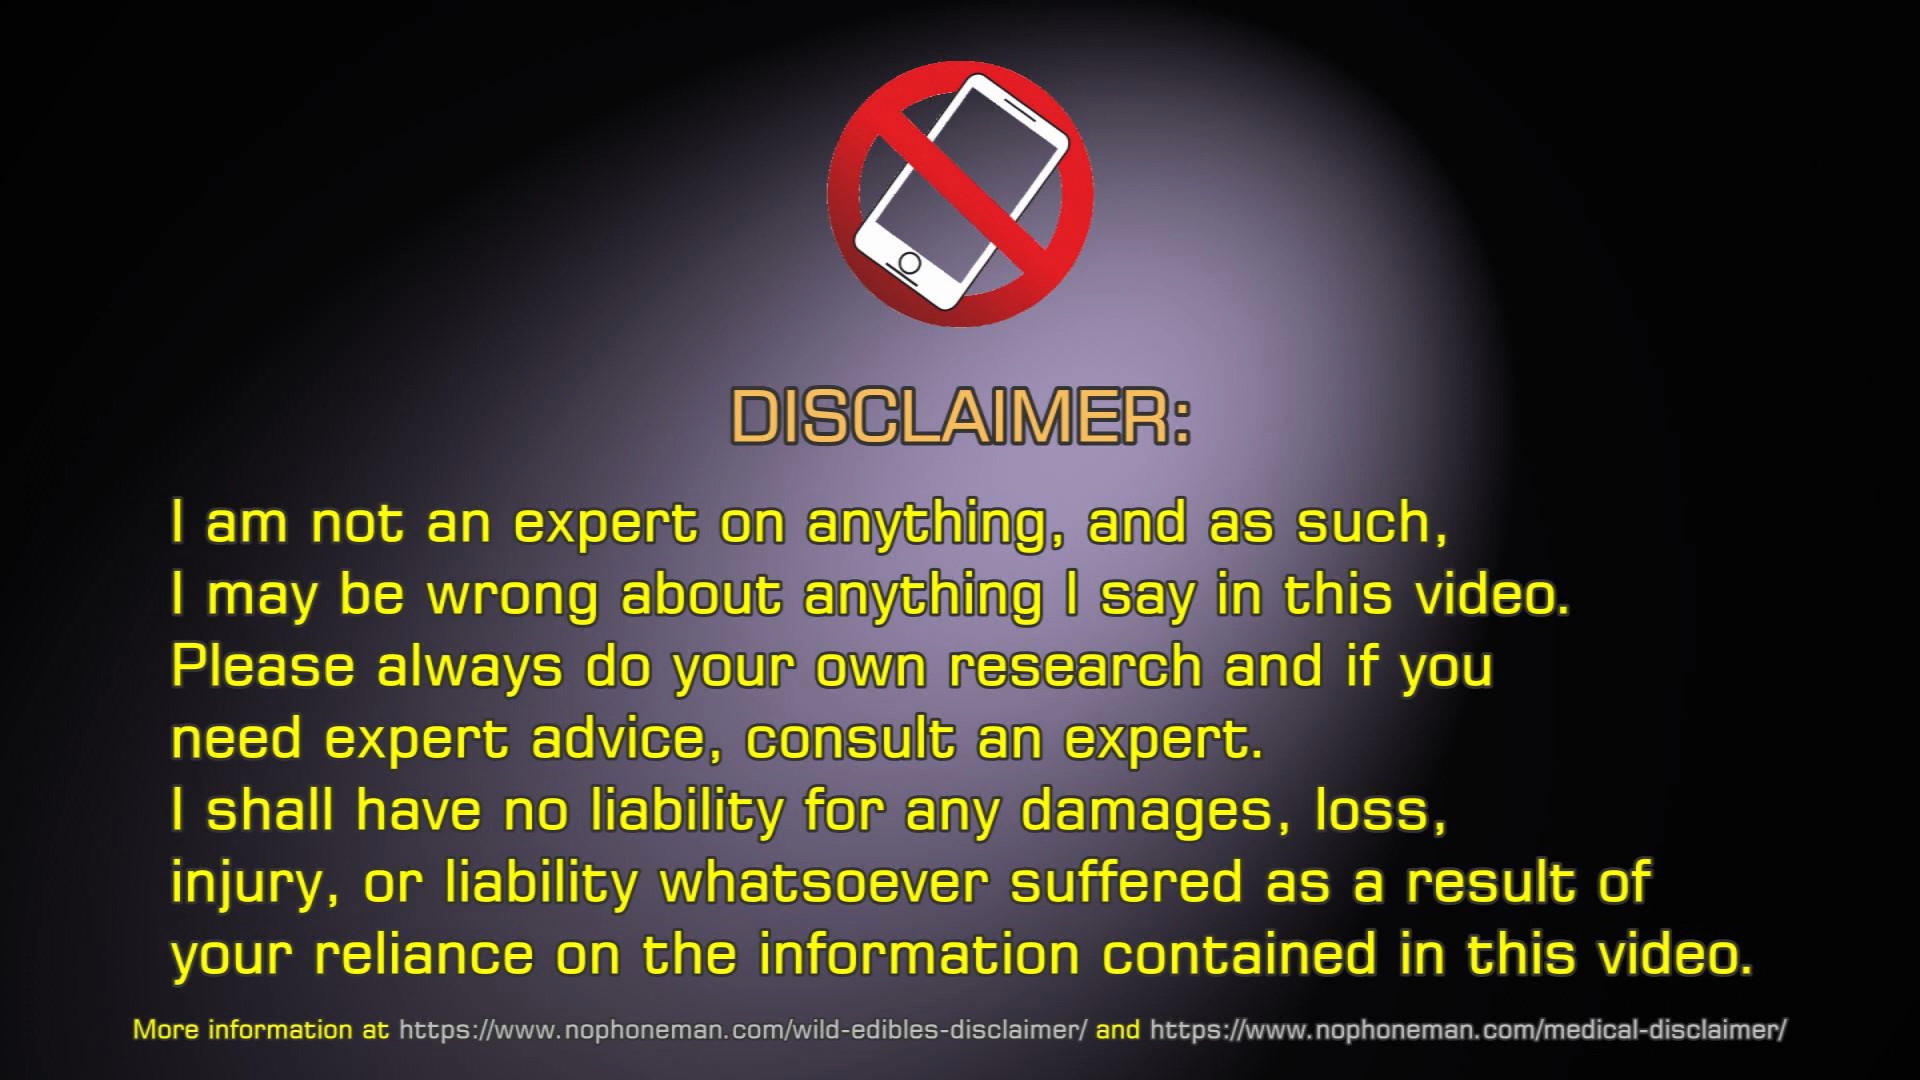 DISCLAIMER:
I am not an expert on anything, and as such,
I may be wrong about anything I say in this video.
Please always do your own research and if you
need expert advice, consult an expert.
I shall have no liability for any damages, loss,
injury, or liability whatsoever suffered as a result of
your reliance on the information contained in this video.
More information at https://www.nophoneman.com/wild-edibles-disclaimer/ and https://www.nophoneman.com/medical-disclaimer/